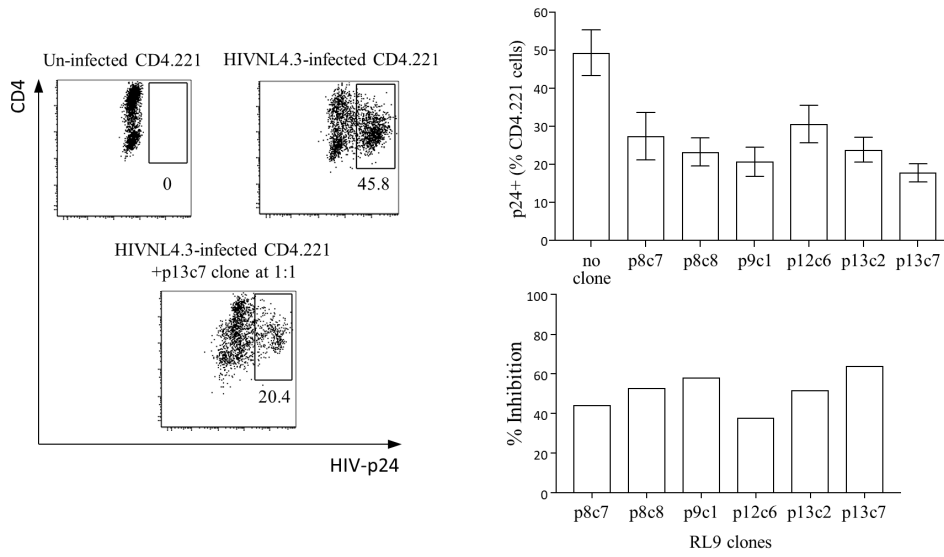 Un-infected CD4.221
HIVNL4.3-infected CD4.221
CD4
0
45.8
HIVNL4.3-infected CD4.221
+p13c7 clone at 1:1
20.4
HIV-p24
p24+ (% CD4.221 cells)
60
50
40
30
20
10
0
no clone
p8c7
p8c8
p9c1
p12c6
p13c2
p13c7
% Inhibition
100
80
60
40
20
0
p8c7
p8c8
p9c1
p12c6
p13c2
p13c7
RL9 clones